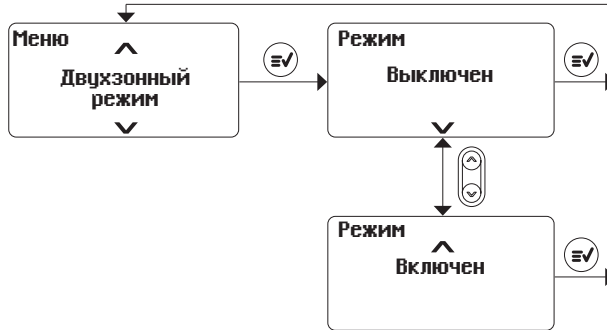 Меню
Двухзонный
режим
Режим
Выключен
Режим
Включен